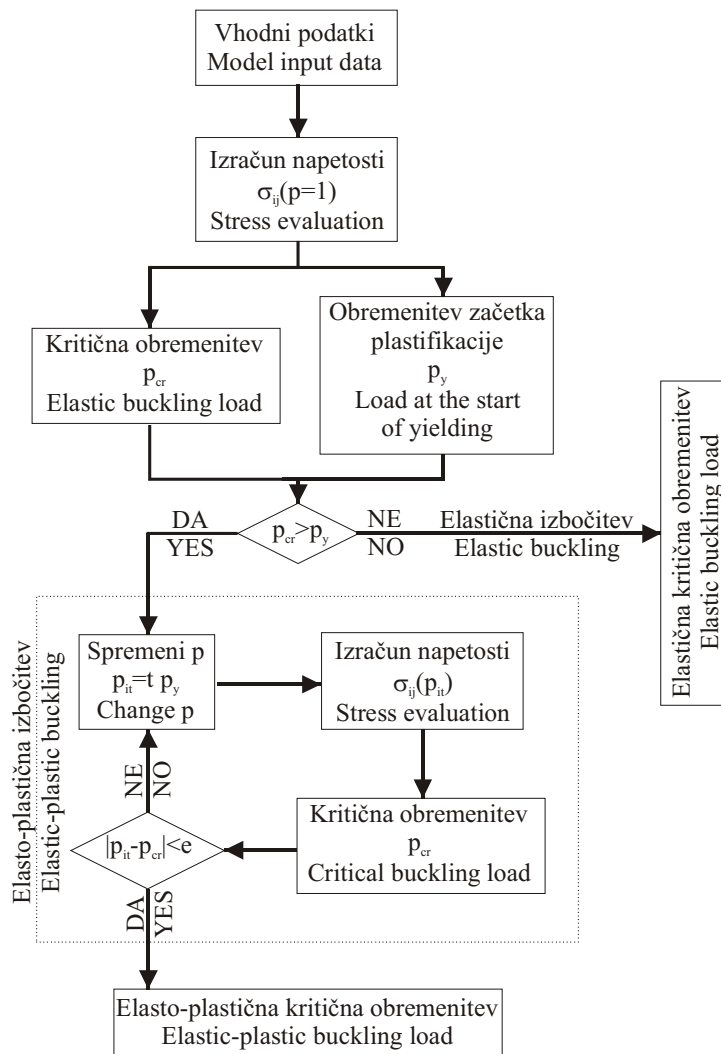 Vhodni podatki
Model input data
Izračun napetosti
σij(p=1)
Stress evaluation
Kritična obremenitev
pcr
Elastic buckling load
Obremenitev začetka
plastifikacije
py
Load at the start
of yielding
pcr>py
DA
YES
NE
NO
Elastična izbočitev
Elastic buckling
Elastična kritična obremenitev
Elastic buckling load
Elasto-plastična izbočitev
Elastic-plastic buckling
Spremeni p
pit=t py
Change p
Izračun napetosti
σij(pit)
Stress evaluation
Kritična obremenitev
pcr
Critical buckling load
|pit-pcr|<e
NE
NO
DA
YES
Elasto-plastična kritična obremenitev
Elastic-plastic buckling load